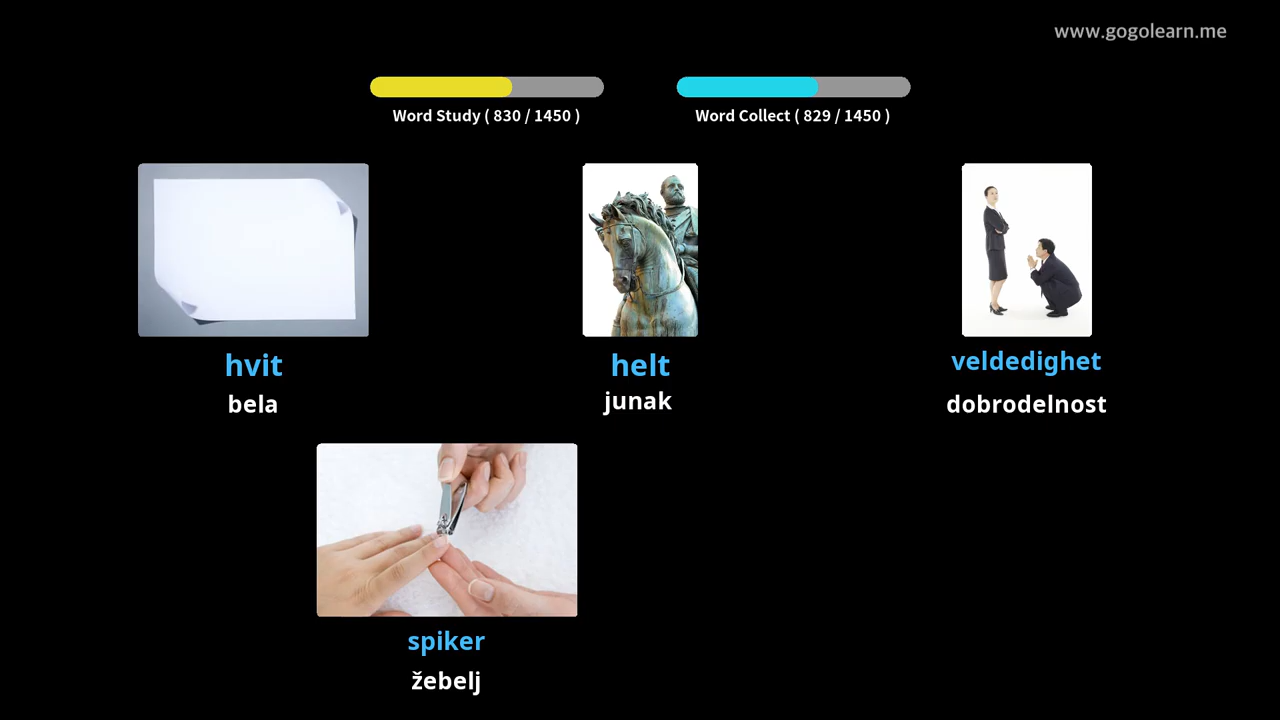 www.gogolearn.me
Word Study ( 830 / 1450 )
Word Collect ( 829 / 1450 )
hvit
bela
helt
junak
veldedighet
dobrodelnost
spiker
žebelj